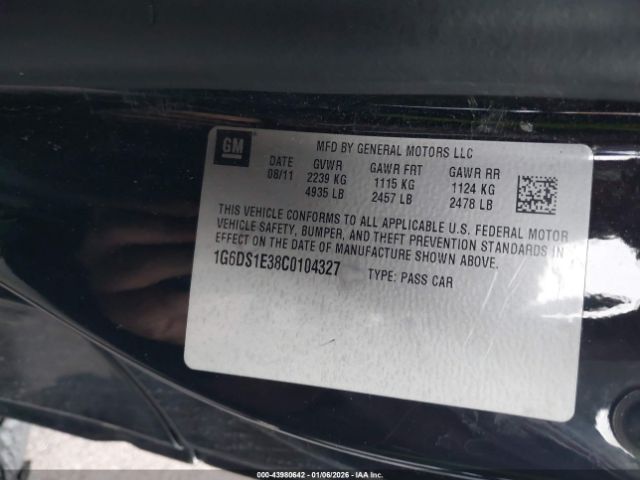 GM
MFD BY GENERAL MOTORS LLC
DATE GVWR GAWR FRT GAWR RR
08/11 2239 KG 1115 KG 1124 KG
4935 LB 2457 LB 2478 LB
THIS VEHICLE CONFORMS TO ALL APPLICABLE U.S. FEDERAL MOTOR
VEHICLE SAFETY, BUMPER, AND THEFT PREVENTION STANDARDS IN
EFFECT ON THE DATE OF MANUFACTURE SHOWN ABOVE.
1G6DS1E38C0104327 TYPE: PASS CAR
000-43980642 - 01/06/2026 - IAAI.COM